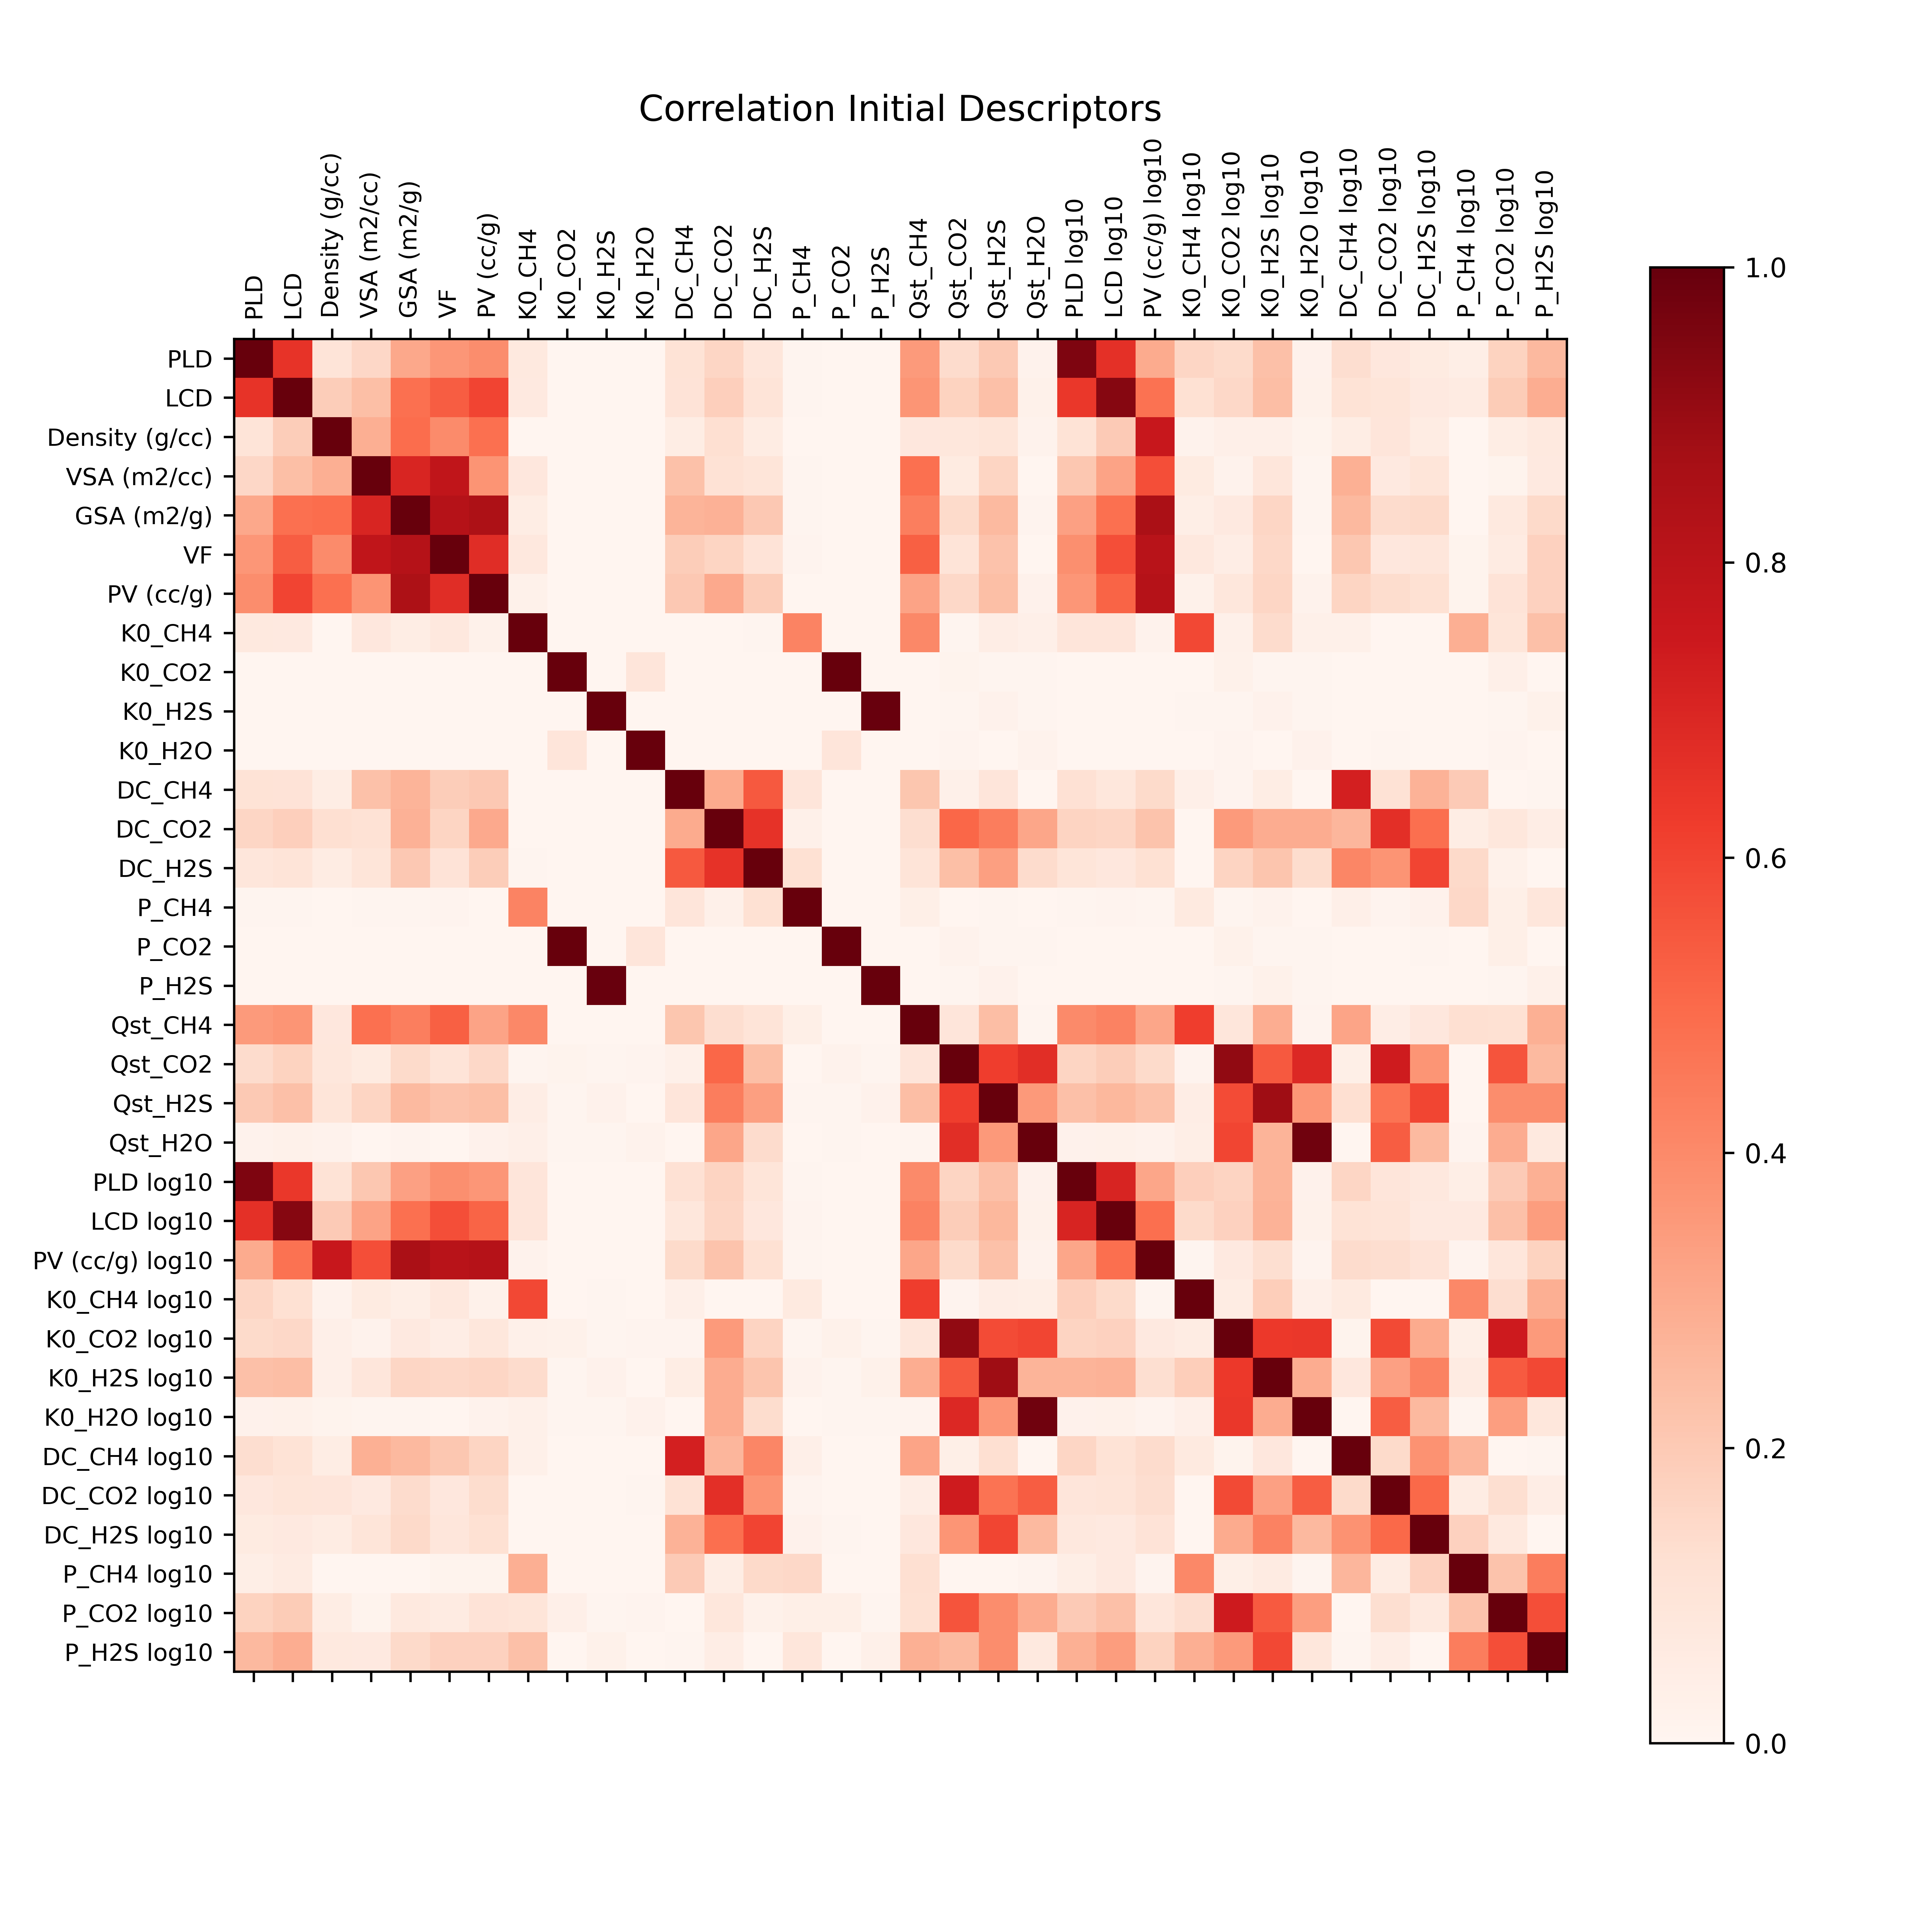 Correlation Initial Descriptors
PLD
LCD
Density (g/cc)
VSA (m2/cc)
GSA (m2/g)
VF
PV (cc/g)
K0_CH4
K0_CO2
K0_H2S
K0_H2O
DC_CH4
DC_CO2
DC_H2S
P_CH4
P_CO2
P_H2S
Qst_CH4
Qst_CO2
Qst_H2S
Qst_H2O
PLD log10
LCD log10
PV (cc/g) log10
K0_CH4 log10
K0_CO2 log10
K0_H2S log10
K0_H2O log10
DC_CH4 log10
DC_CO2 log10
DC_H2S log10
P_CH4 log10
P_CO2 log10
P_H2S log10
PLD
LCD
Density (g/cc)
VSA (m2/cc)
GSA (m2/g)
VF
PV (cc/g)
K0_CH4
K0_CO2
K0_H2S
K0_H2O
DC_CH4
DC_CO2
DC_H2S
P_CH4
P_CO2
P_H2S
Qst_CH4
Qst_CO2
Qst_H2S
Qst_H2O
PLD log10
LCD log10
PV (cc/g) log10
K0_CH4 log10
K0_CO2 log10
K0_H2S log10
K0_H2O log10
DC_CH4 log10
DC_CO2 log10
DC_H2S log10
P_CH4 log10
P_CO2 log10
P_H2S log10
1.0
0.8
0.6
0.4
0.2
0.0